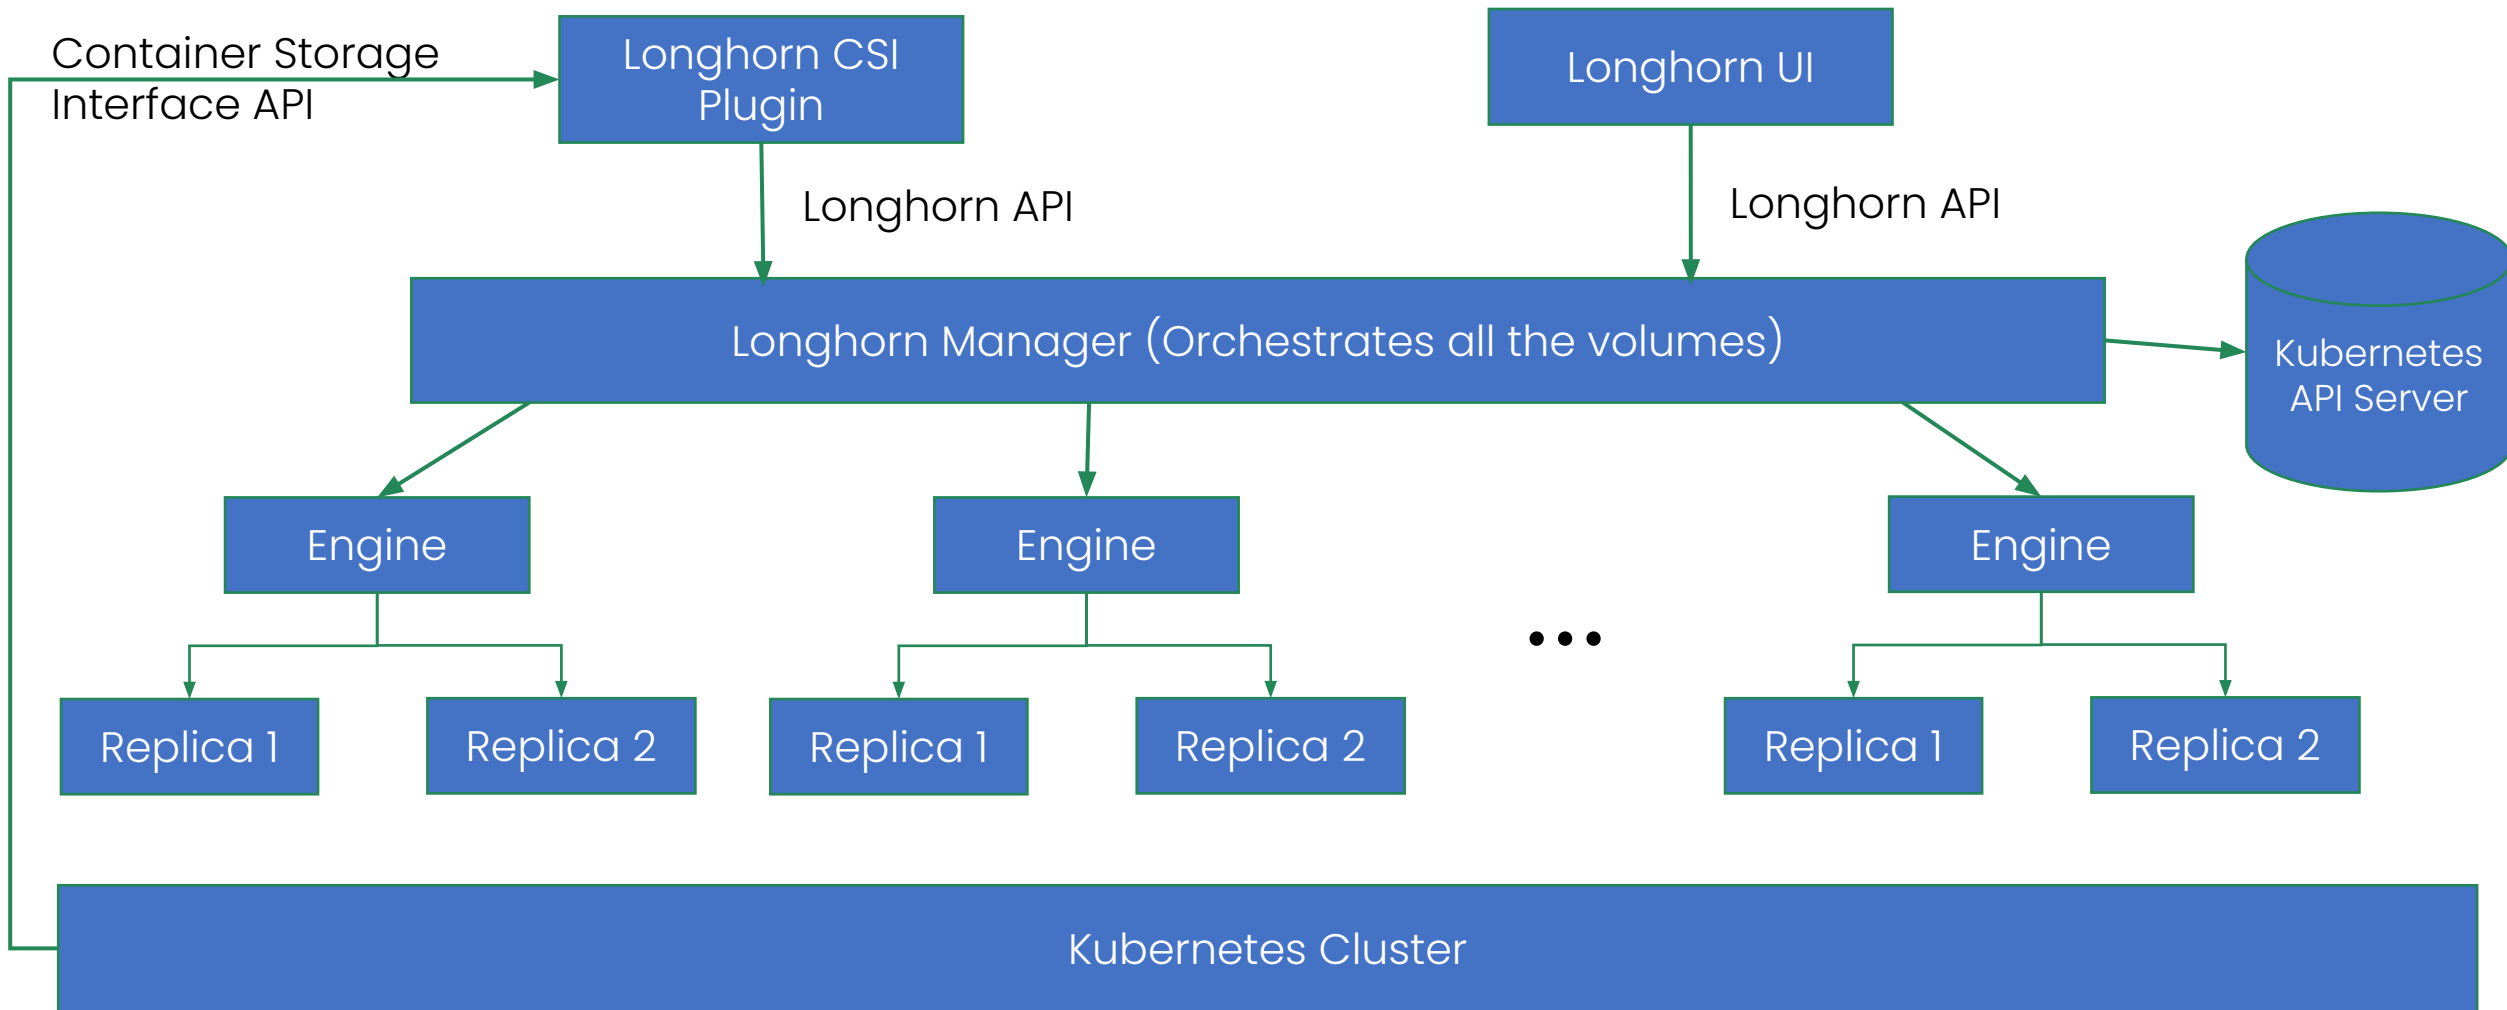 Container Storage
Interface API
Longhorn CSI
Plugin
Longhorn UI
Longhorn API
Longhorn API
Longhorn Manager (Orchestrates all the volumes)
Kubernetes
API Server
Engine
Engine
Engine
Replica 1
Replica 2
Replica 1
Replica 2
...
Replica 1
Replica 2
Kubernetes Cluster